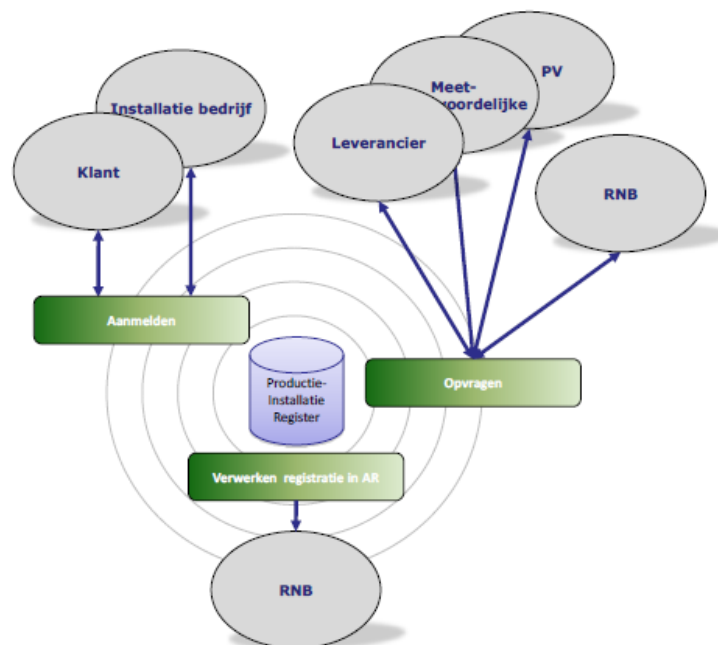 PV
Meet-
voordelijke
Installatie bedrijf
Leverancier
Klant
RNB
Aanmelden
Productie-
Installatie
Register
Opvragen
Verwerken registratie in AR
RNB